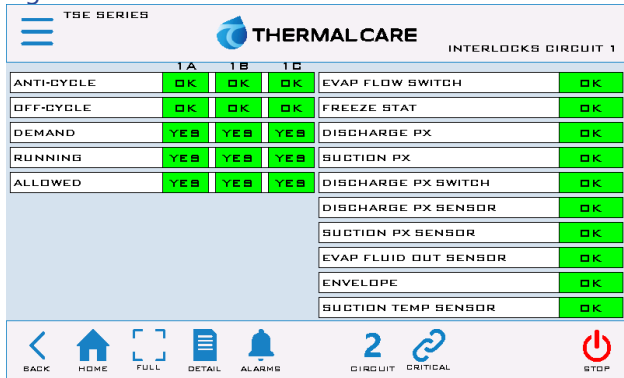 TSE SERIES
THERMALCARE
INTERLOCKS CIRCUIT 1
1A 1B 1C
ANTI-CYCLE OK OK OK EVAP FLOW SWITCH OK
OFF-CYCLE OK OK OK FREEZE STAT OK
DEMAND YES YES YES DISCHARGE PX OK
RUNNING YES YES YES SUCTION PX OK
ALLOWED YES YES YES DISCHARGE PX SWITCH OK
DISCHARGE PX SENSOR OK
SUCTION PX SENSOR OK
EVAP FLUID OUT SENSOR OK
ENVELOPE OK
SUCTION TEMP SENSOR OK
2
BACK HOME FULL DETAIL ALARMS CIRCUIT CRITICAL STOP